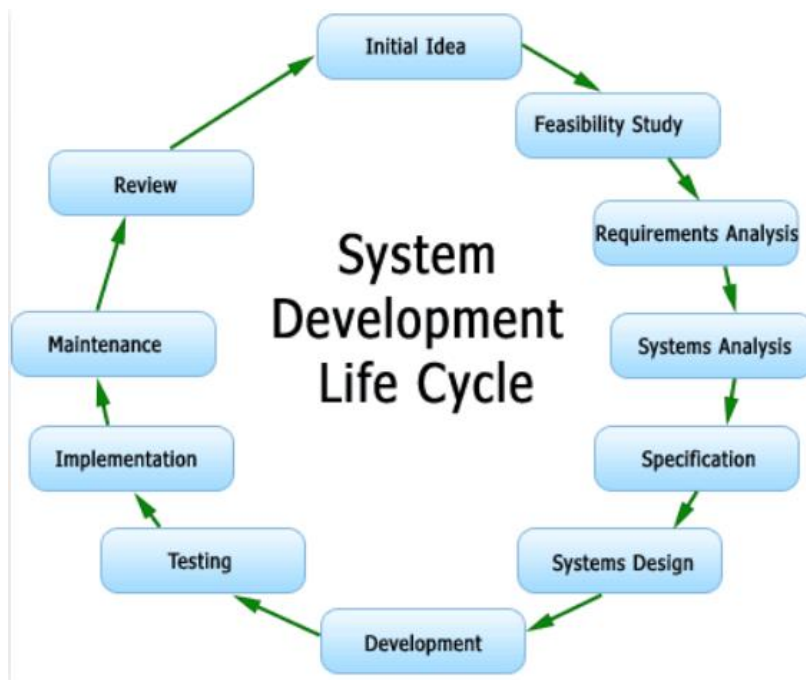 Initial Idea
Feasibility Study
Requirements Analysis
Systems Analysis
Specification
Systems Design
Development
Testing
Implementation
Maintenance
Review
System
Development
Life Cycle